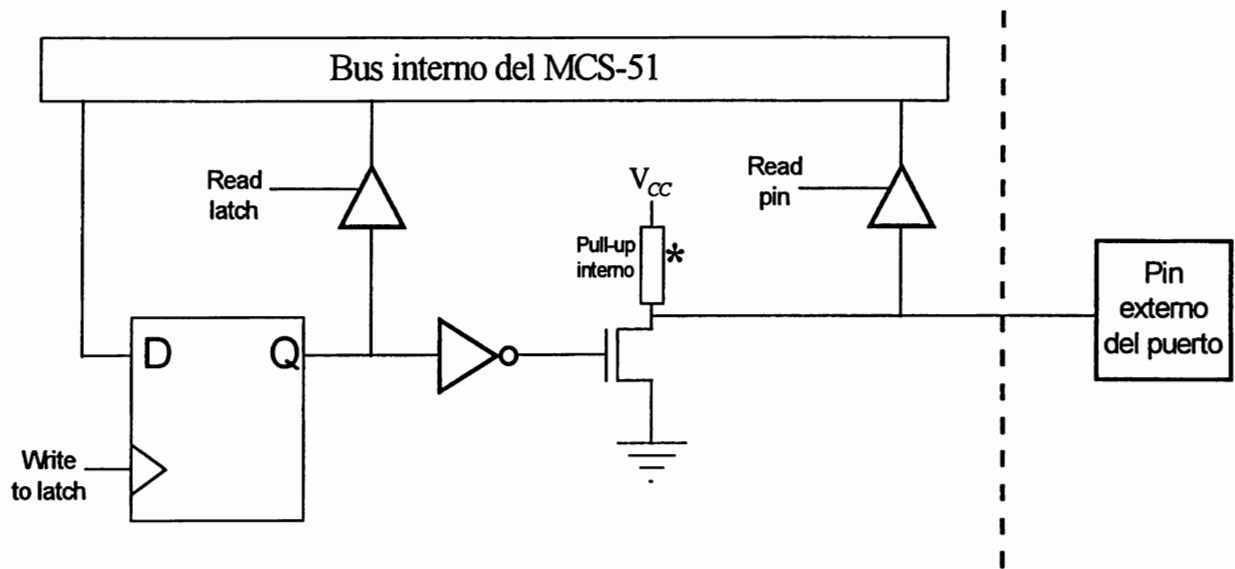 Bus interno del MCS-51
Read
latch
Read
pin
V_CC
Pull-up
interno
*
D
Q
Pin
externo
del puerto
Write
to latch